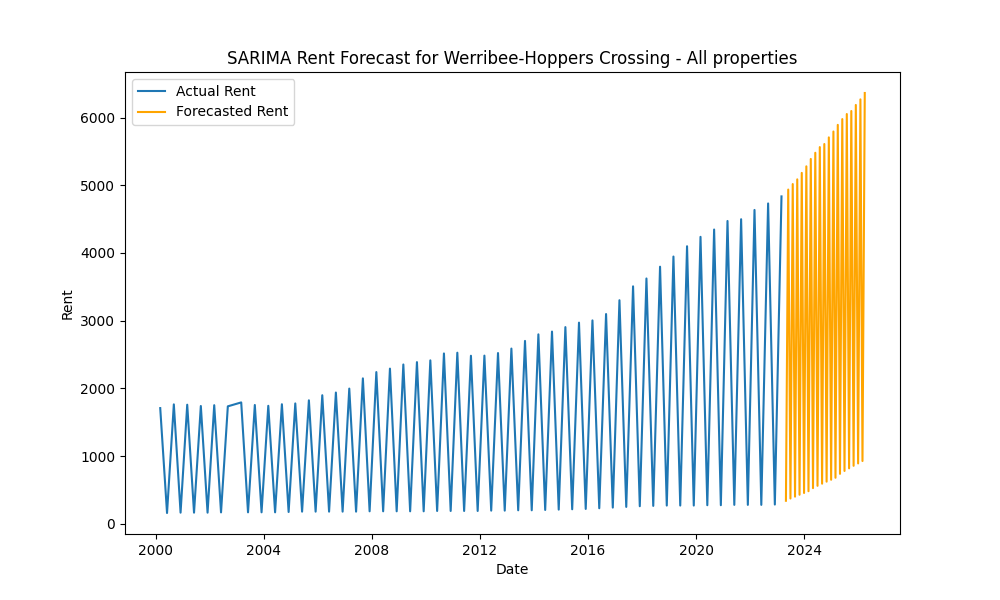 SARIMA Rent Forecast for Werribee-Hoppers Crossing - All properties
Actual Rent
Forecasted Rent
6000
5000
4000
3000
2000
1000
0
Rent
2000 2004 2008 2012 2016 2020 2024
Date